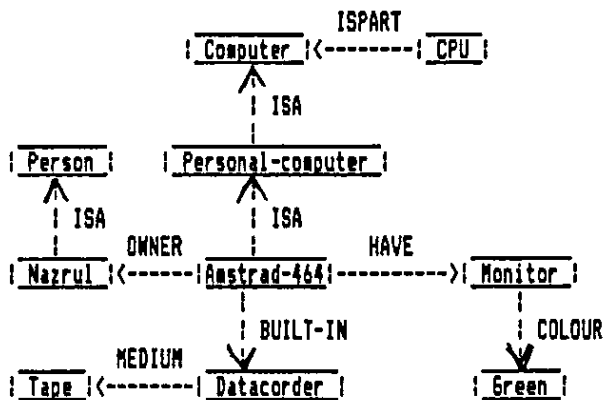 ISPART
Computer CPU
ISA
Person Personal-computer
ISA ISA
OWNER HAVE
Nazrul Amstrad-464 Monitor
BUILT-IN COLOUR
MEDIUM
Tape Datacorder Green